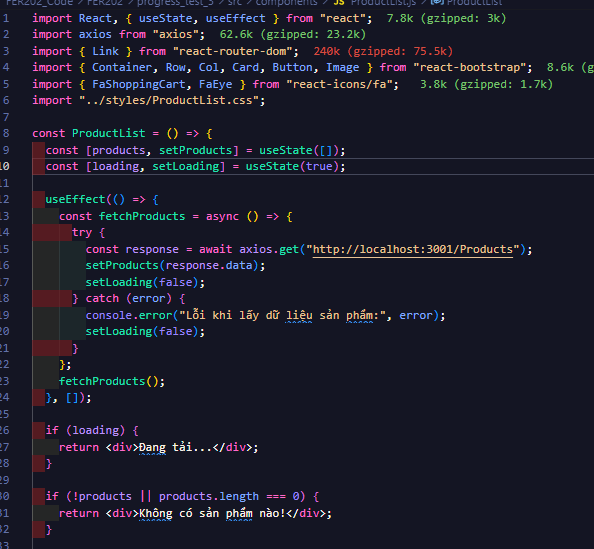 FER202_Code > FER202 > progress_test_3 > src > components > JS ProductList.js > ProductList
1 import React, { useState, useEffect } from "react"; 7.8k (gzipped: 3k)
2 import axios from "axios"; 62.6k (gzipped: 23.2k)
3 import { Link } from "react-router-dom"; 240k (gzipped: 75.5k)
4 import { Container, Row, Col, Card, Button, Image } from "react-bootstrap"; 8.6k (g
5 import { FaShoppingCart, FaEye } from "react-icons/fa"; 3.8k (gzipped: 1.7k)
6 import "../styles/ProductList.css";
7
8 const ProductList = () => {
9 const [products, setProducts] = useState([]);
10 const [loading, setLoading] = useState(true);
11
12 useEffect(() => {
13 const fetchProducts = async () => {
14 try {
15 const response = await axios.get("http://localhost:3001/Products");
16 setProducts(response.data);
17 setLoading(false);
18 } catch (error) {
19 console.error("Lỗi khi lấy dữ liệu sản phẩm:", error);
20 setLoading(false);
21 }
22 };
23 fetchProducts();
24 }, []);
25
26 if (loading) {
27 return <div>Đang tải...</div>;
28 }
29
30 if (!products || products.length === 0) {
31 return <div>Không có sản phẩm nào!</div>;
32 }
33